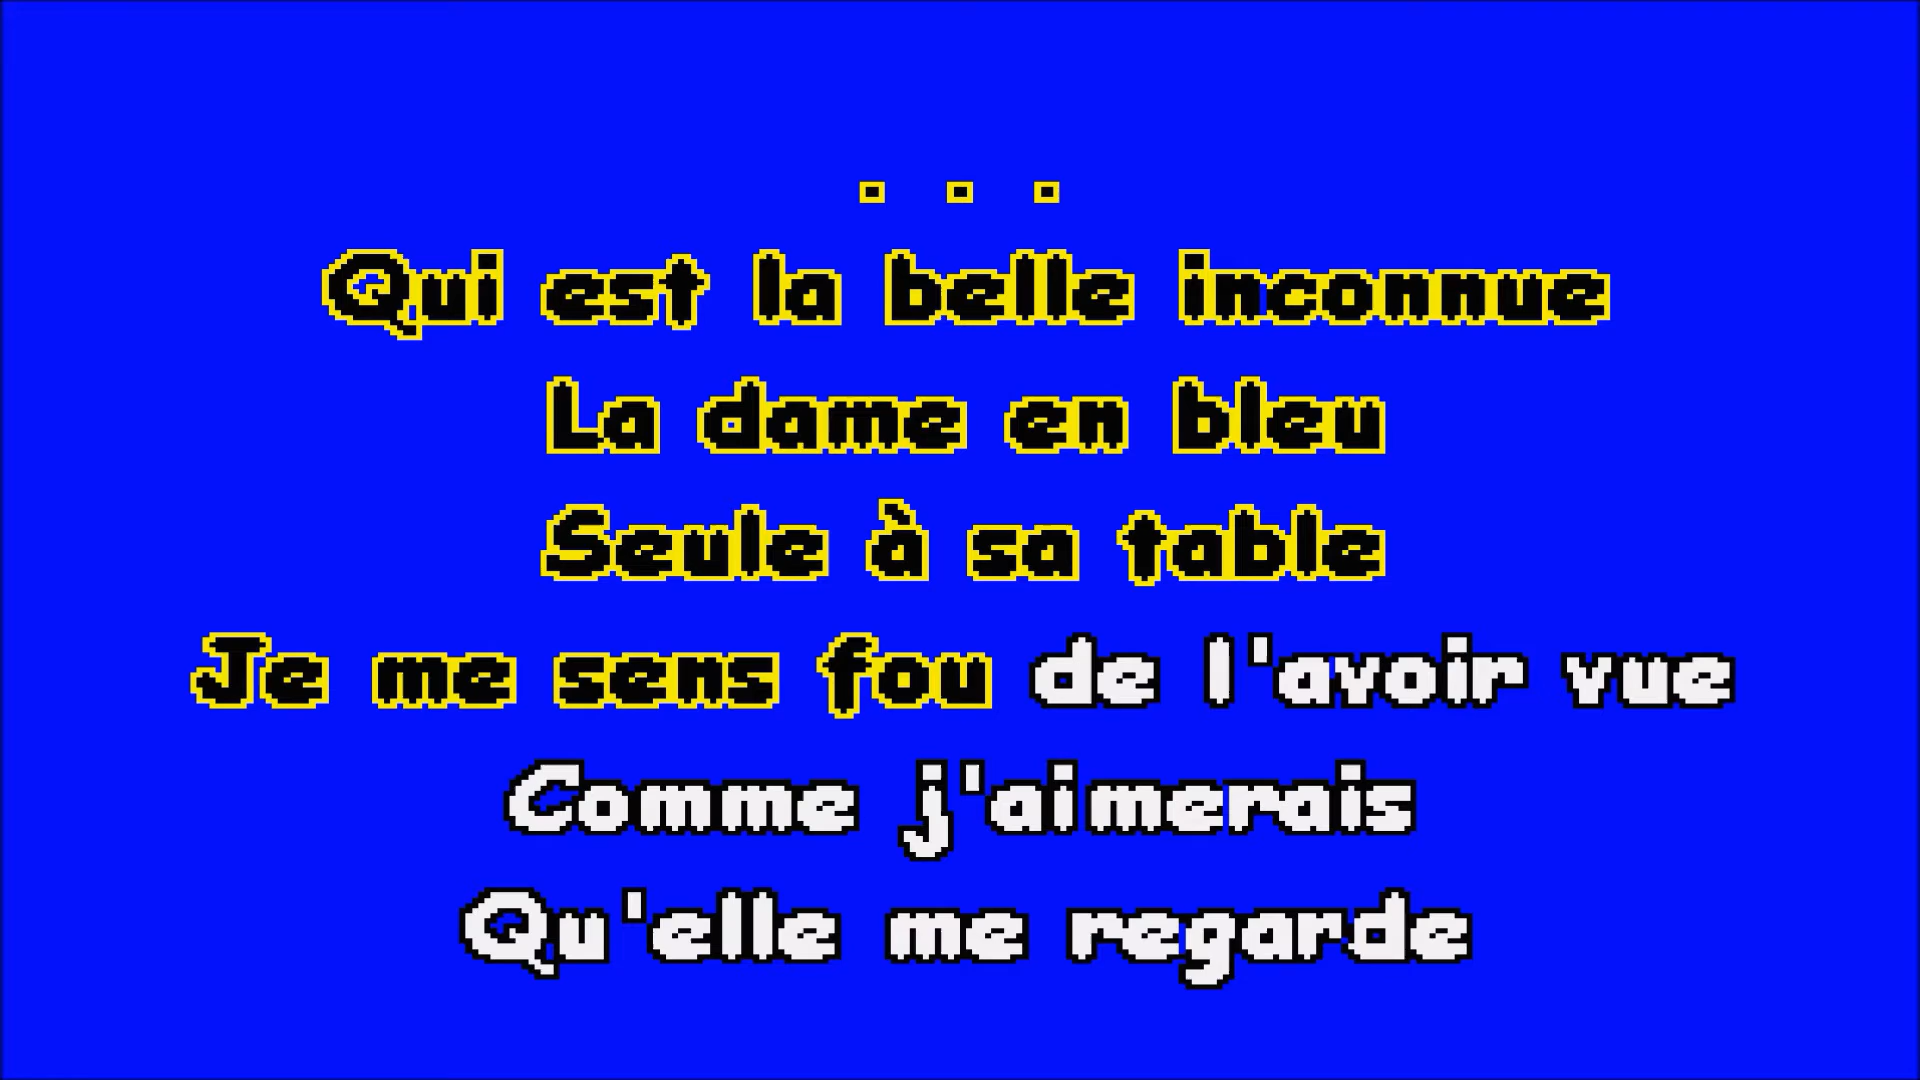 . . .
Qui est la belle inconnue
La dame en bleu
Seule à sa table
Je me sens fou de l'avoir vue
Comme j'aimerais
Qu'elle me regarde